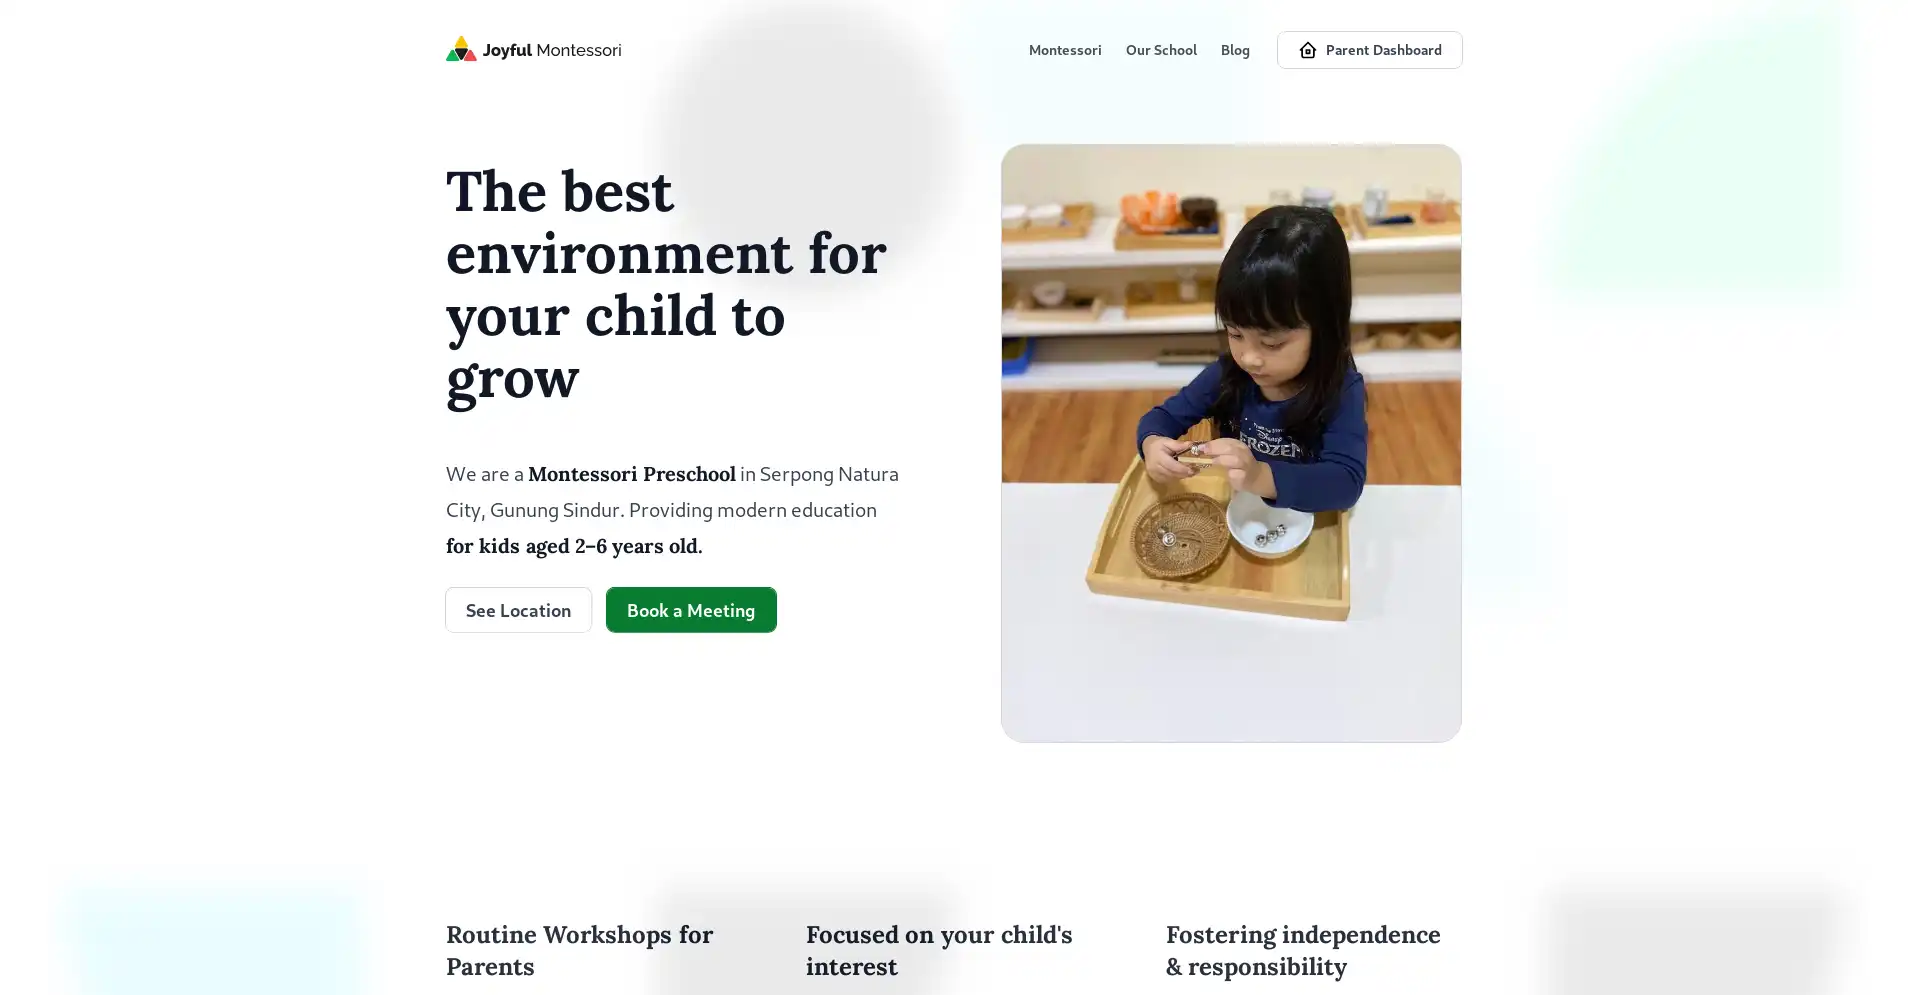 Joyful Montessori
Montessori Our School Blog Parent Dashboard
The best
environment for
your child to
grow
We are a Montessori Preschool in Serpong Natura
City, Gunung Sindur. Providing modern education
for kids aged 2–6 years old.
See Location Book a Meeting
Disney
FROZEN
Routine Workshops for
Parents
Focused on your child's
interest
Fostering independence
& responsibility